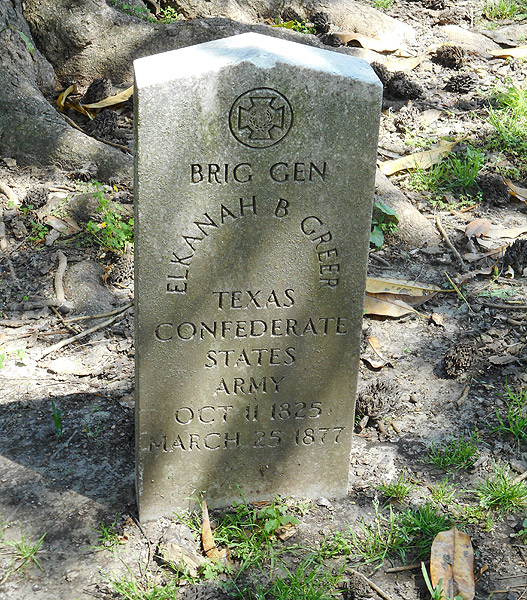 BRIG GEN
ELKANAH B GREER
TEXAS
CONFEDERATE
STATES
ARMY
OCT 11 1825
MARCH 25 1877